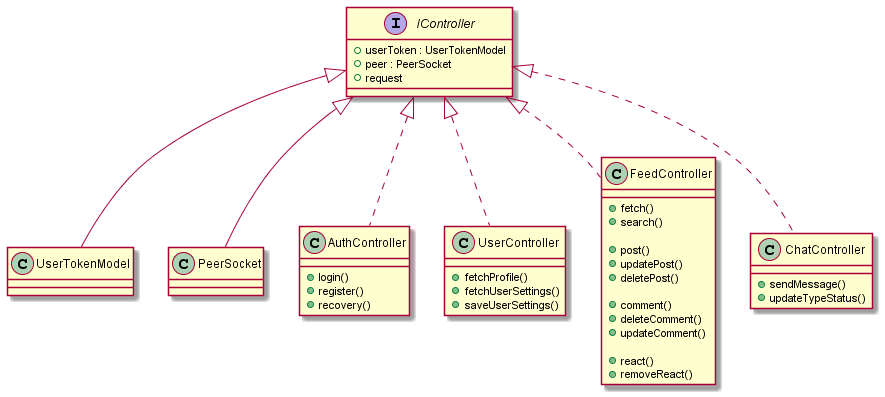 I IController
userToken : UserTokenModel
peer : PeerSocket
request
C UserTokenModel
C PeerSocket
C AuthController
login()
register()
recovery()
C UserController
fetchProfile()
fetchUserSettings()
saveUserSettings()
C FeedController
fetch()
search()
post()
updatePost()
deletePost()
comment()
deleteComment()
updateComment()
react()
removeReact()
C ChatController
sendMessage()
updateTypeStatus()